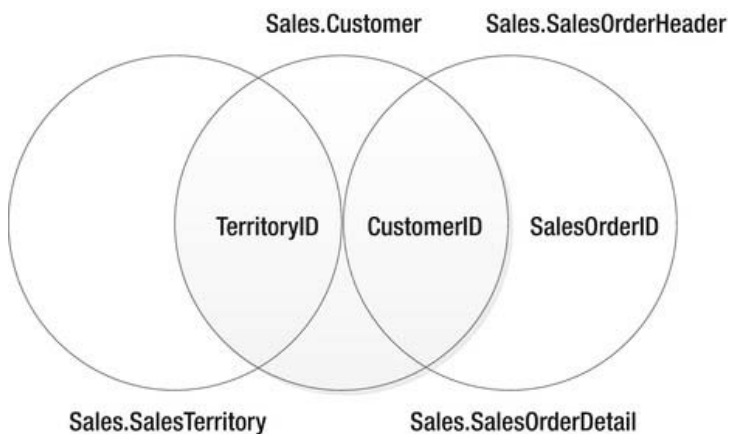 Sales.Customer
Sales.SalesOrderHeader
TerritoryID
CustomerID
SalesOrderID
Sales.SalesTerritory
Sales.SalesOrderDetail